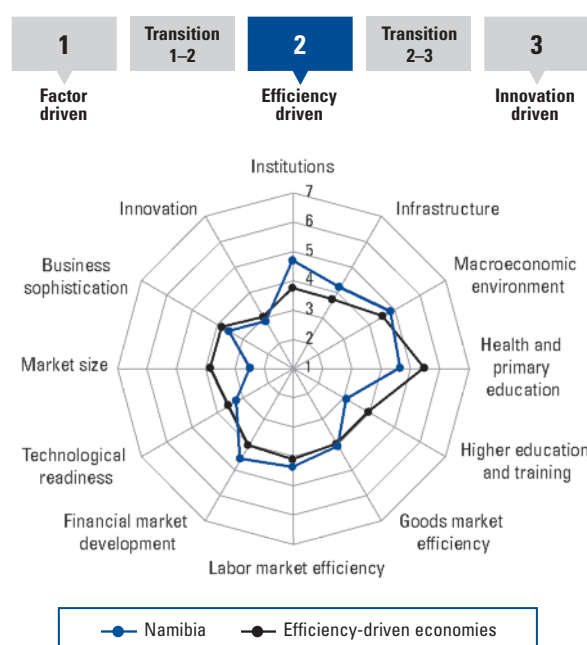 1
Transition
1–2
2
Transition
2–3
3
Factor
driven
Efficiency
driven
Innovation
driven
Institutions
7
Innovation
6
Infrastructure
5
Business
sophistication
4
Macroeconomic
environment
3
2
Market size
1
Health and
primary
education
Technological
readiness
Higher education
and training
Financial market
development
Goods market
efficiency
Labor market efficiency
Namibia
Efficiency-driven economies